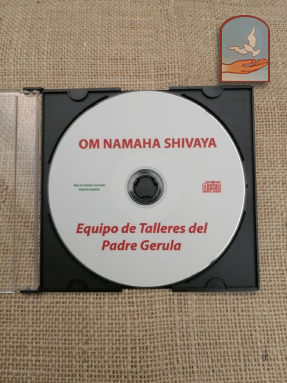 OM NAMAHA SHIVAYA
Equipo de Talleres del
Padre Gerula